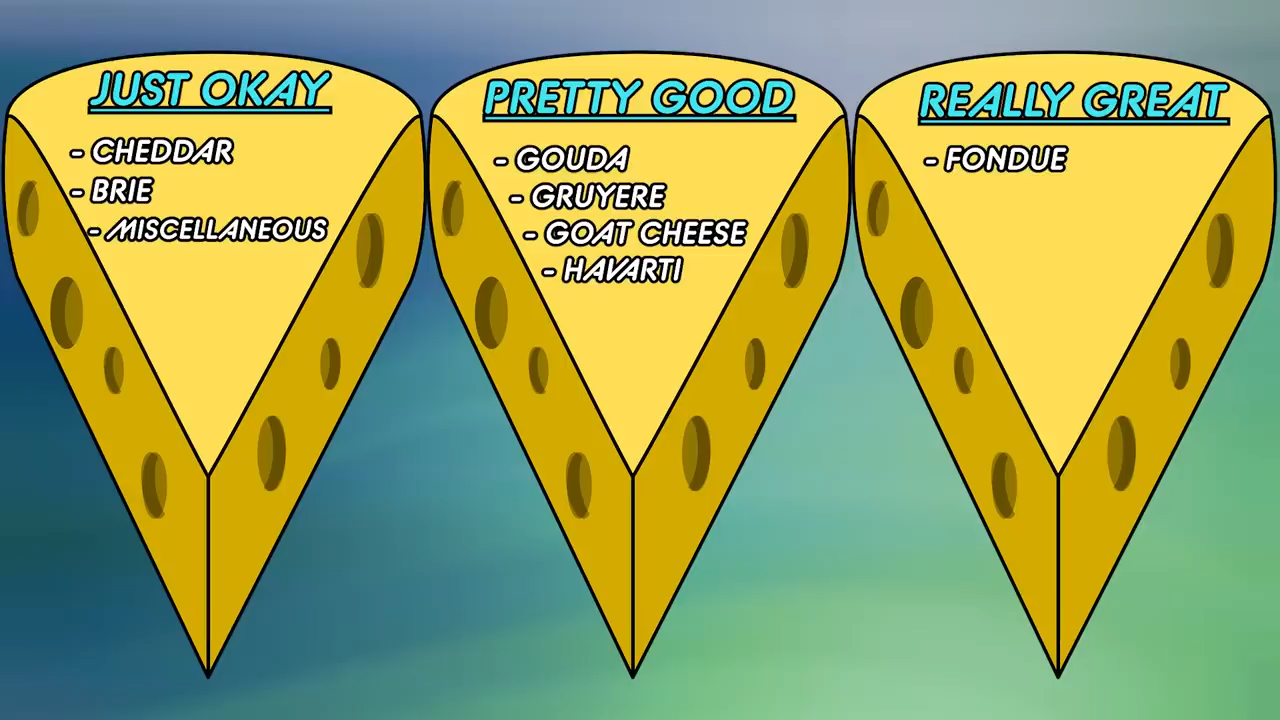 JUST OKAY
- CHEDDAR
- BRIE
- MISCELLANEOUS
PRETTY GOOD
- GOUDA
- GRUYERE
- GOAT CHEESE
- HAVARTI
REALLY GREAT
- FONDUE